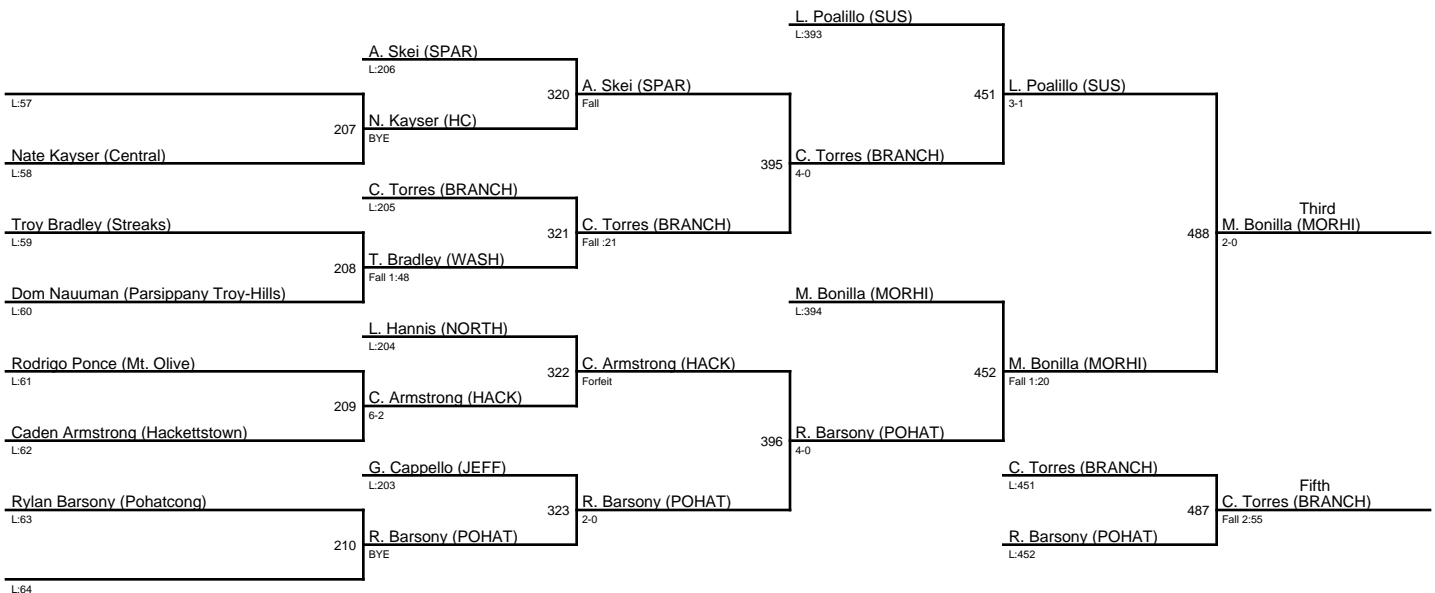 L. Poalillo (SUS)
L:393
A. Skei (SPAR)
L:206
A. Skei (SPAR)
Fall
320
L. Poalillo (SUS)
3-1
451
L:57
N. Kayser (HC)
BYE
207
Nate Kayser (Central)
L:58
C. Torres (BRANCH)
4-0
395
C. Torres (BRANCH)
L:205
Troy Bradley (Streaks)
L:59
C. Torres (BRANCH)
Fall :21
321
Third
M. Bonilla (MORHI)
2-0
488
T. Bradley (WASH)
Fall 1:48
208
Dom Nauuman (Parsippany Troy-Hills)
L:60
M. Bonilla (MORHI)
L:394
L. Hannis (NORTH)
L:204
Rodrigo Ponce (Mt. Olive)
L:61
C. Armstrong (HACK)
Forfeit
322
M. Bonilla (MORHI)
Fall 1:20
452
C. Armstrong (HACK)
6-2
209
Caden Armstrong (Hackettstown)
L:62
R. Barsony (POHAT)
4-0
396
G. Cappello (JEFF)
L:203
C. Torres (BRANCH)
L:451
Rylan Barsony (Pohatcong)
L:63
R. Barsony (POHAT)
2-0
323
Fifth
C. Torres (BRANCH)
Fall 2:55
487
R. Barsony (POHAT)
BYE
210
R. Barsony (POHAT)
L:452
L:64